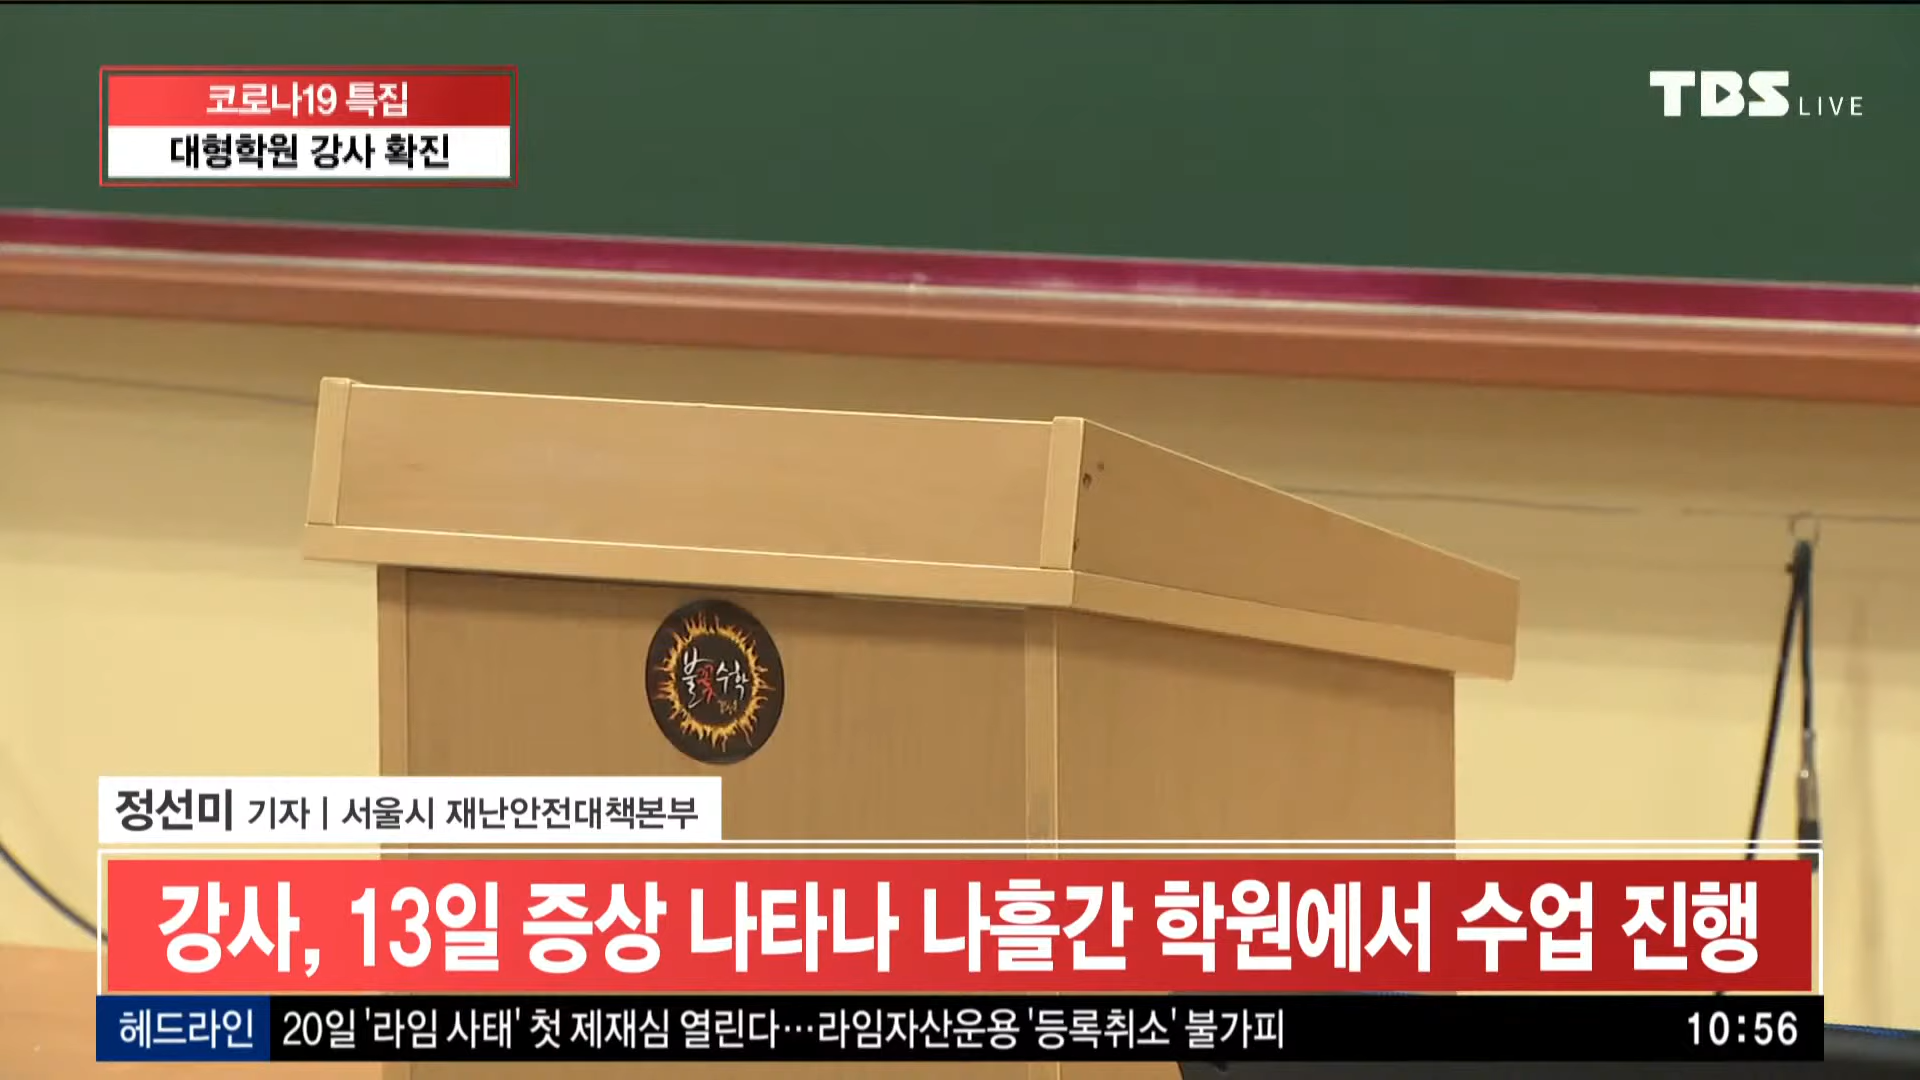 코로나19 특집
대형학원 강사 확진
TBS LIVE
불꽃수학
정선미 기자 | 서울시 재난안전대책본부
강사, 13일 증상 나타나 나흘간 학원에서 수업 진행
헤드라인 20일 '라임 사태' 첫 제재심 열린다…라임자산운용 '등록취소' 불가피 10:56